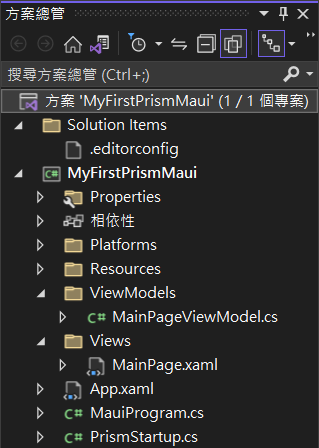 方案總管
搜尋方案總管 (Ctrl+;)
方案 'MyFirstPrismMaui' (1 / 1 個專案)
Solution Items
.editorconfig
MyFirstPrismMaui
Properties
相依性
Platforms
Resources
ViewModels
C# MainPageViewModel.cs
Views
MainPage.xaml
App.xaml
C# MauiProgram.cs
C# PrismStartup.cs